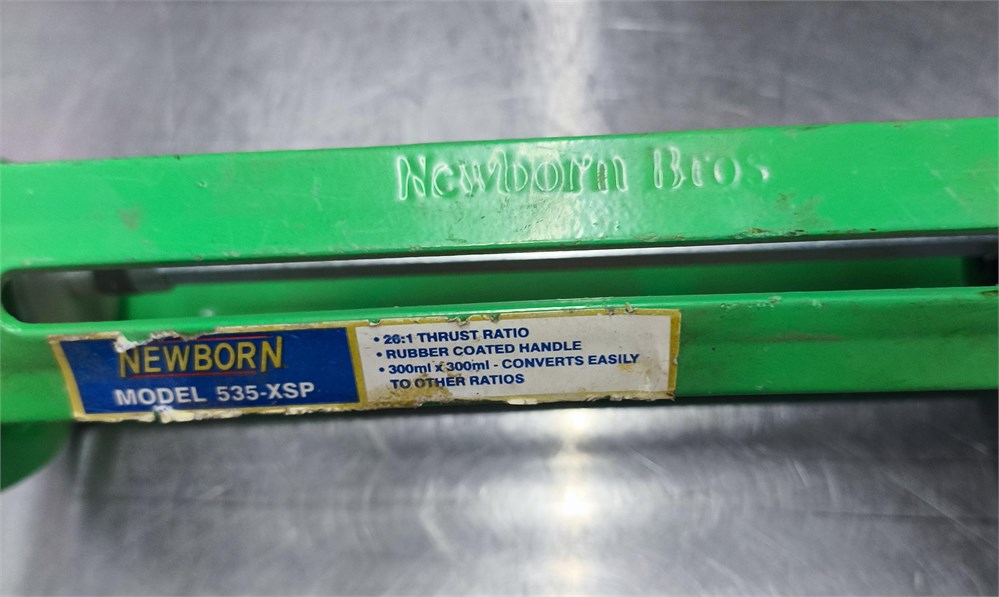 Newborn Bros
NEWBORN
MODEL 535-XSP
• 26:1 THRUST RATIO
• RUBBER COATED HANDLE
• 300ml x 300ml - CONVERTS EASILY
TO OTHER RATIOS